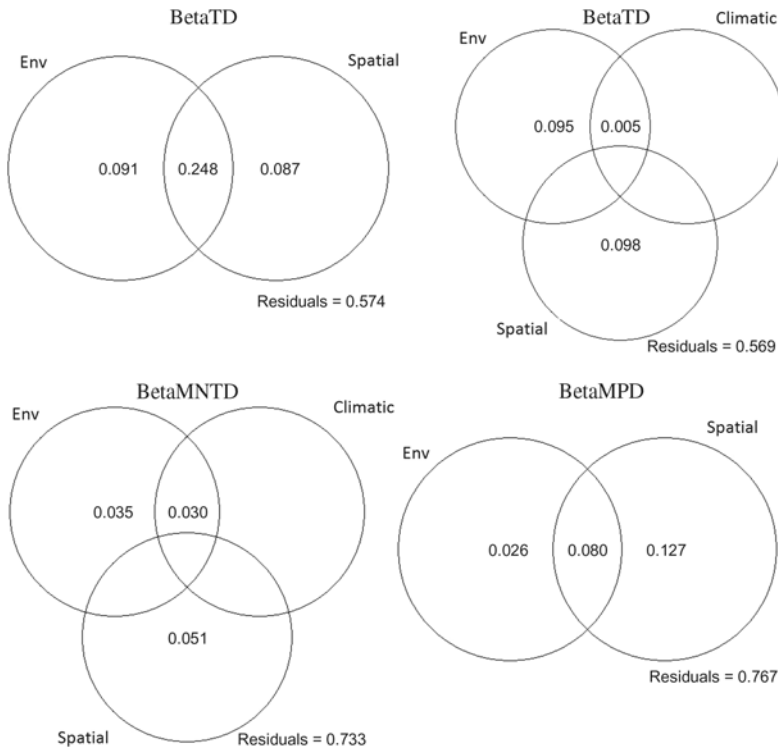 BetaTD
Env
Spatial
0.091
0.248
0.087
Residuals = 0.574
BetaTD
Env
Climatic
0.095
0.005
0.098
Spatial
Residuals = 0.569
BetaMNTD
Env
Climatic
0.035
0.030
0.051
Spatial
Residuals = 0.733
BetaMPD
Env
Spatial
0.026
0.080
0.127
Residuals = 0.767